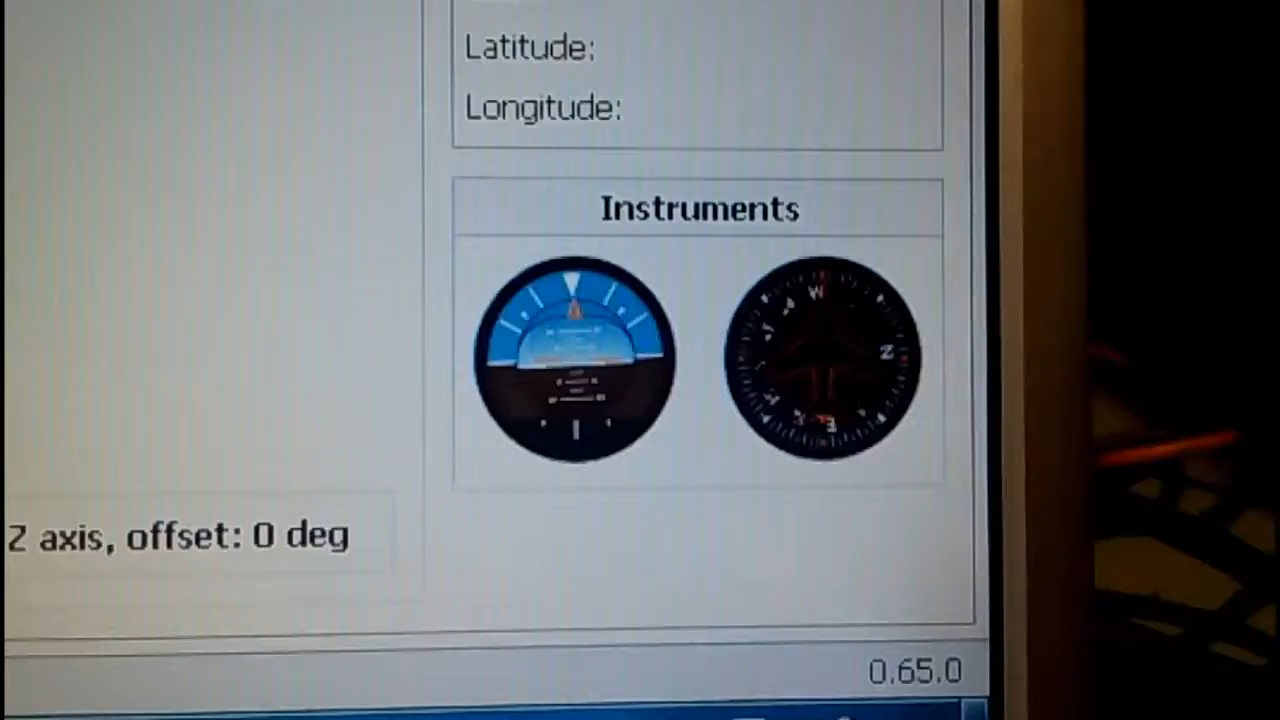 Latitude:
Longitude:
Instruments
W
N
E
Z axis, offset: 0 deg
0.65.0